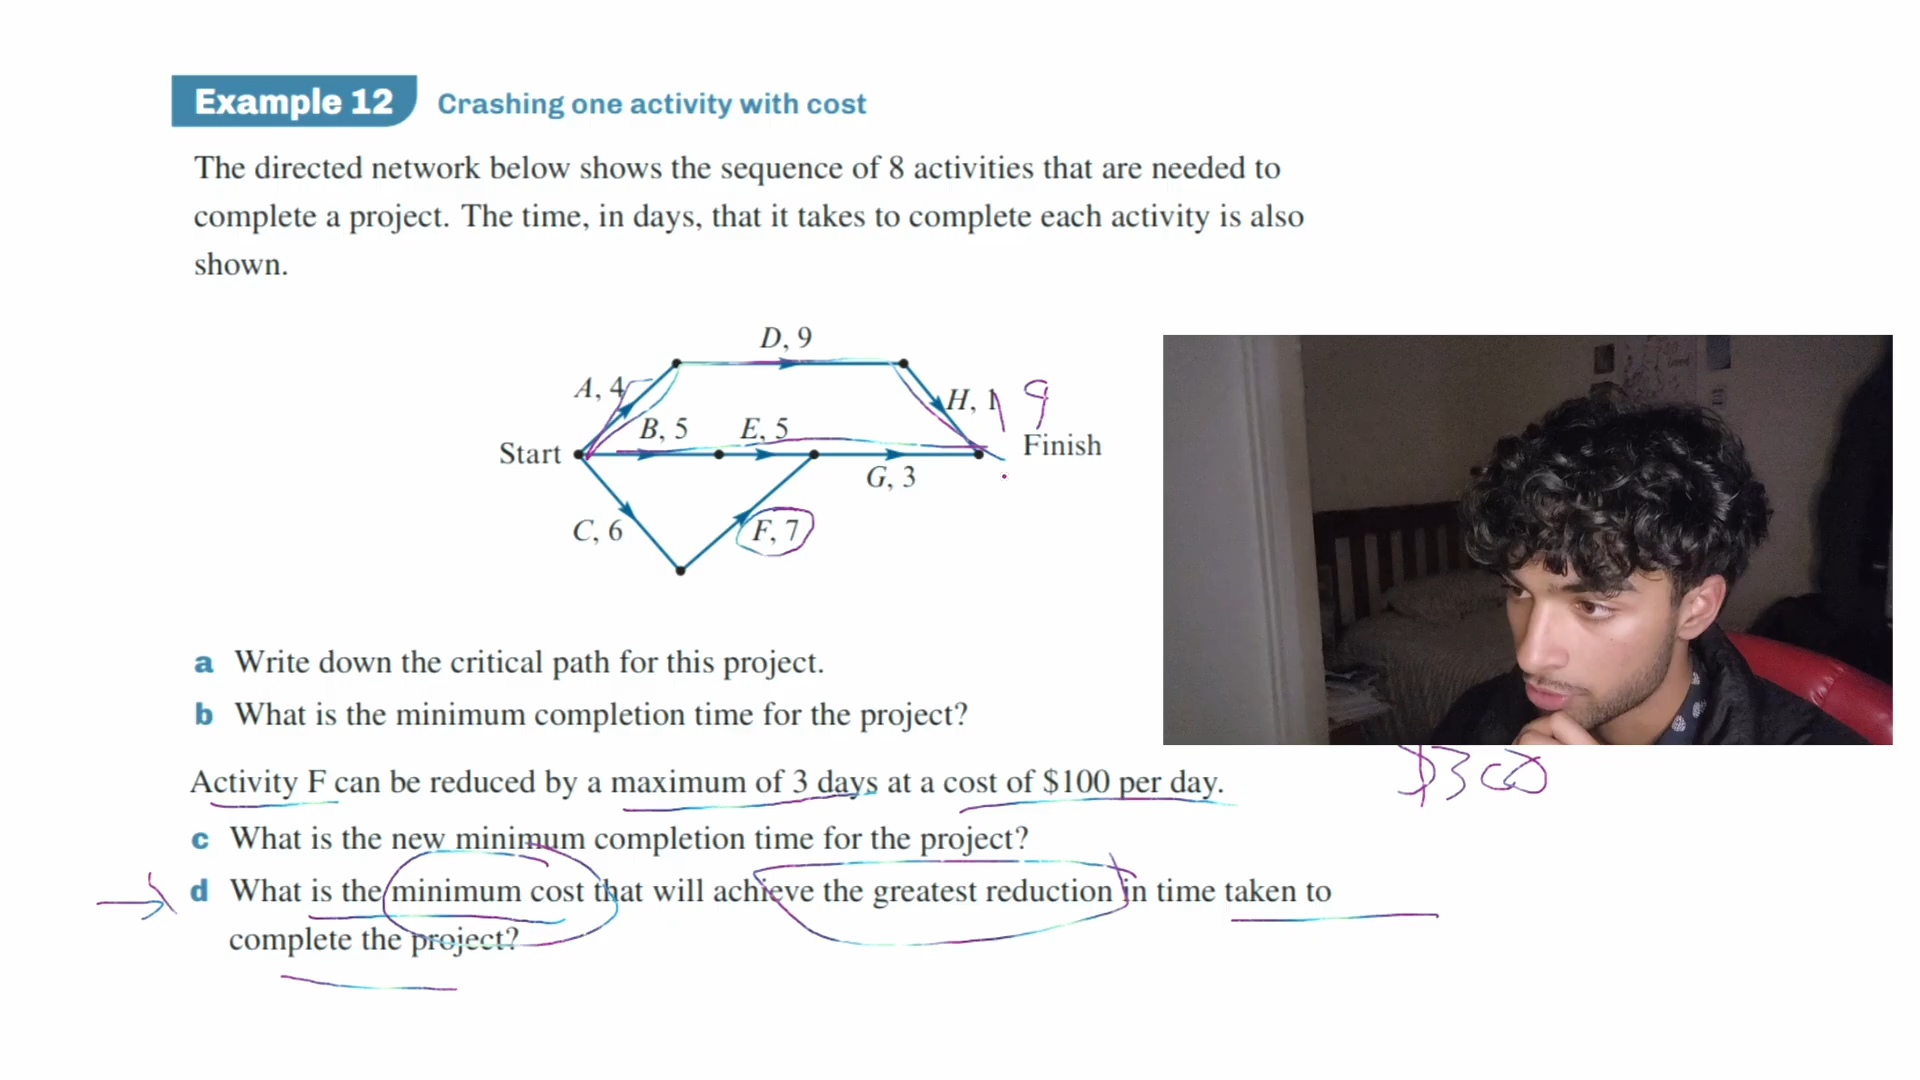 Example 12 Crashing one activity with cost
The directed network below shows the sequence of 8 activities that are needed to
complete a project. The time, in days, that it takes to complete each activity is also
shown.
D, 9
A, 4
H, 1
9
B, 5
E, 5
Start
Finish
G, 3
C, 6
F, 7
a Write down the critical path for this project.
b What is the minimum completion time for the project?
Activity F can be reduced by a maximum of 3 days at a cost of $100 per day.
$300
c What is the new minimum completion time for the project?
d What is the minimum cost that will achieve the greatest reduction in time taken to
complete the project?